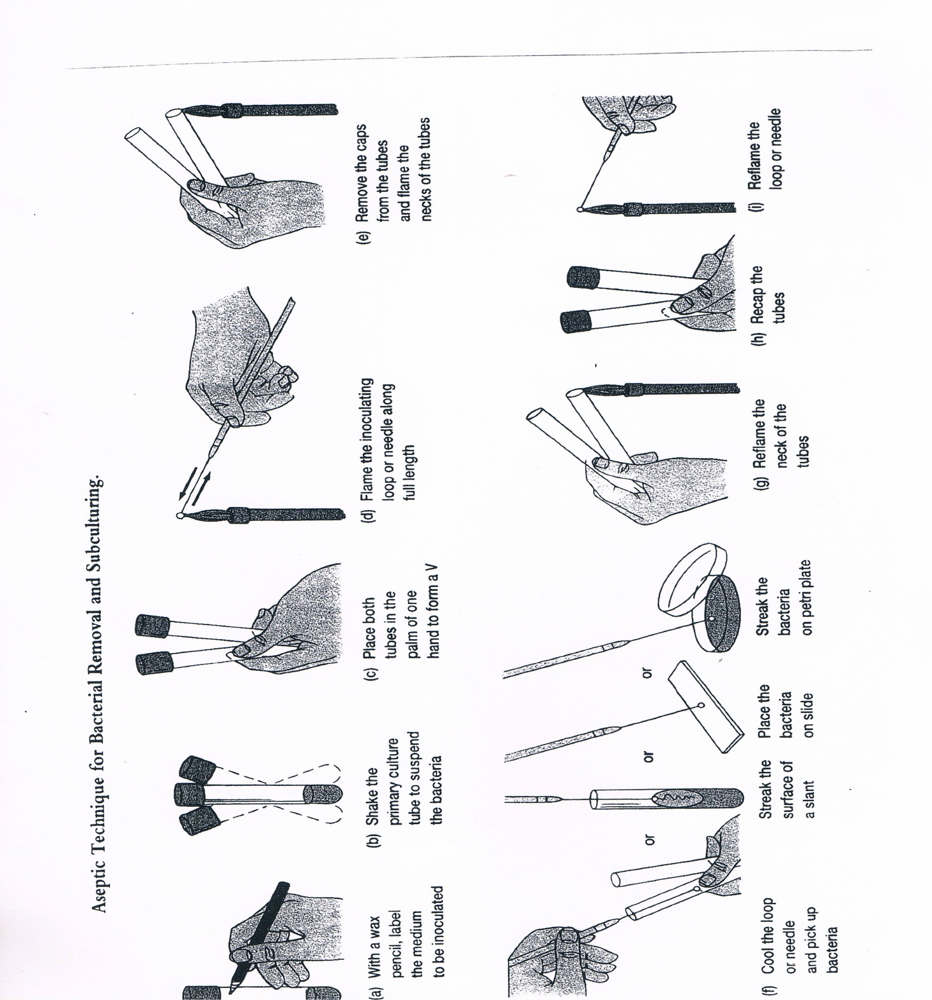 Aseptic Technique for Bacterial Removal and Subculturing.
(a) With a wax
pencil, label
the medium
to be inoculated
(b) Shake the
primary culture
tube to suspend
the bacteria
(c) Place both
tubes in the
palm of one
hand to form a V
(d) Flame the inoculating
loop or needle along
full length
(e) Remove the caps
from the tubes
and flame the
necks of the tubes
(f) Cool the loop
or needle
and pick up
bacteria
or
Streak the
surface of
a slant
or
Place the
bacteria
on slide
or
Streak the
bacteria
on petri plate
(g) Reflame the
neck of the
tubes
(h) Recap the
tubes
(i) Reflame the
loop or needle